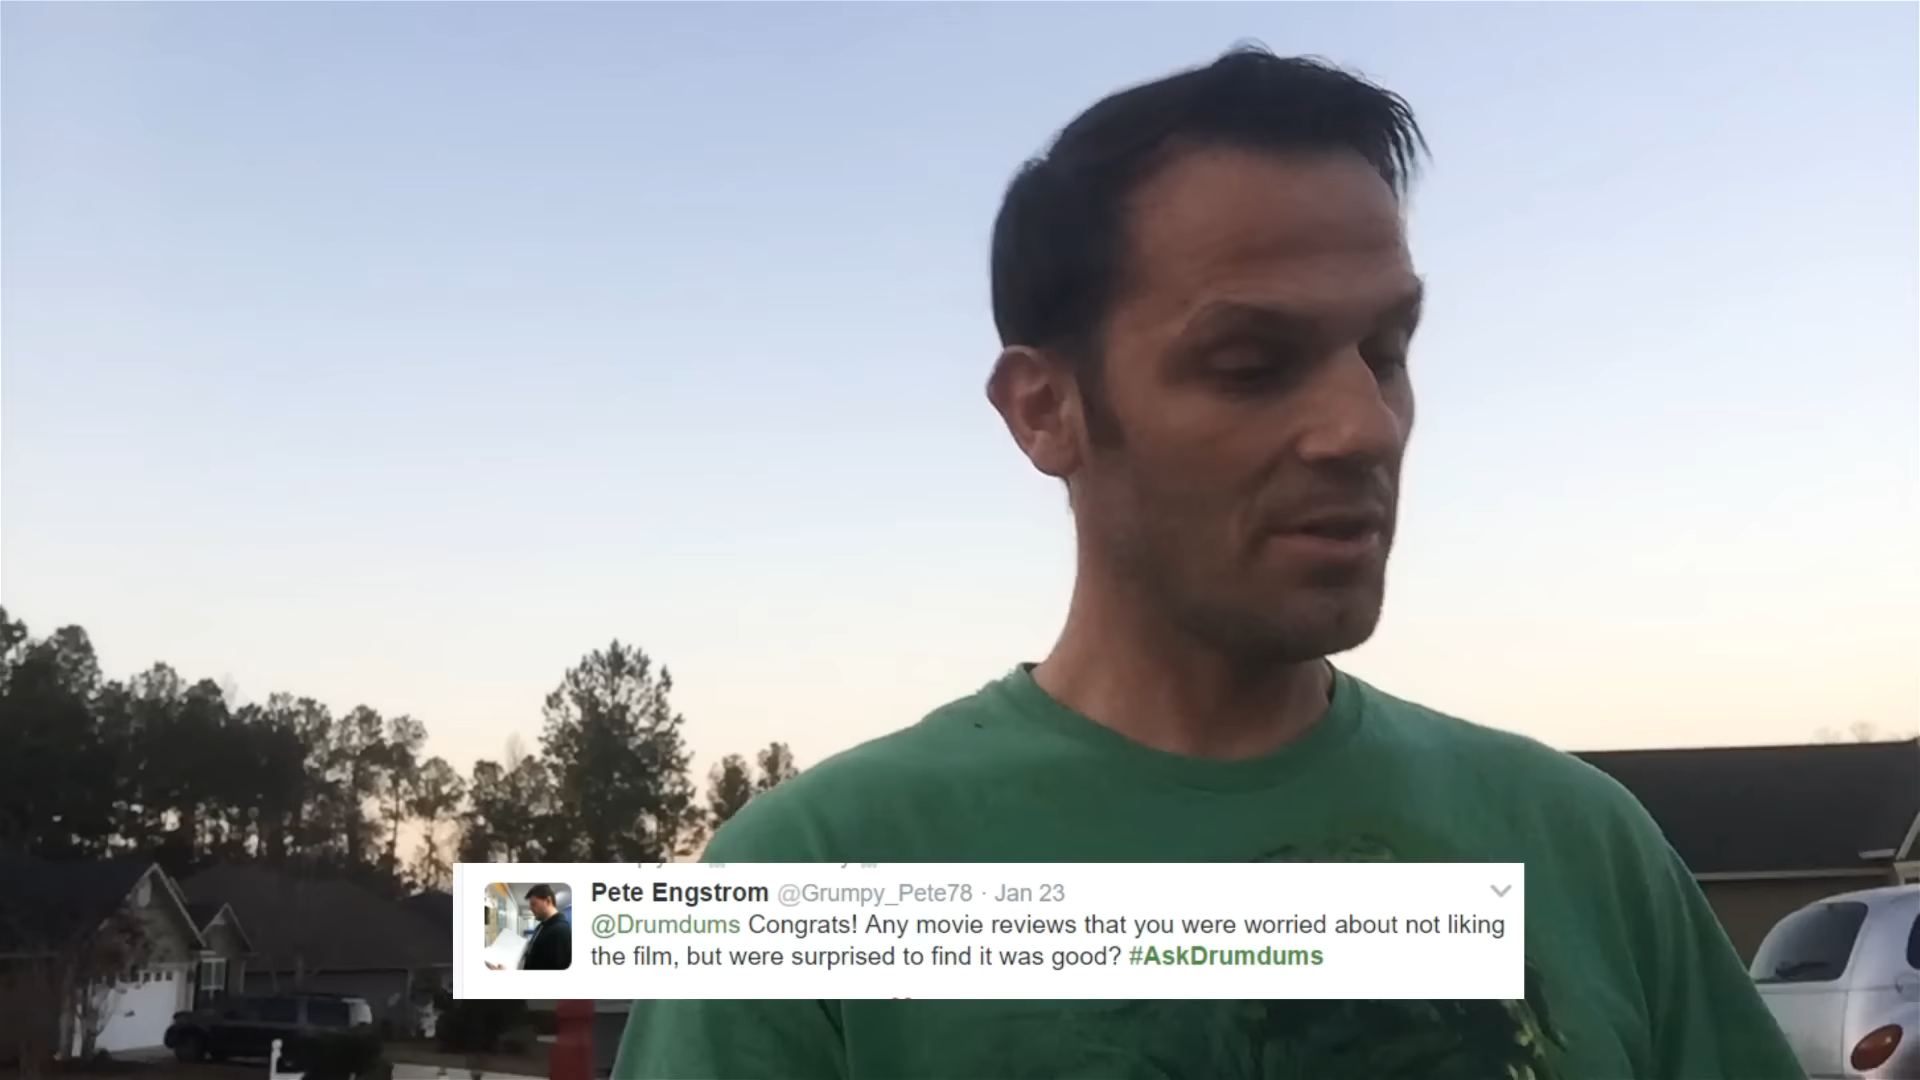 Pete Engstrom @Grumpy_Pete78 · Jan 23
@Drumdums Congrats! Any movie reviews that you were worried about not liking
the film, but were surprised to find it was good? #AskDrumdums